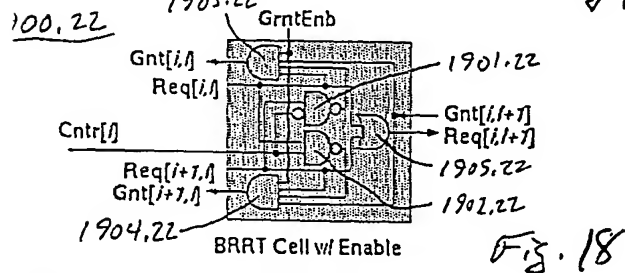 1903.22
GrntEnb
900.22
Gnt[i,l]
1901.22
Req[i,l]
Gnt[i,l+1]
Cntr[l]
Req[i,l+1]
Req[i+1,l]
1905.22
Gnt[i+1,l]
1902.22
1904.22
BRRT Cell w/ Enable
Fig. 18